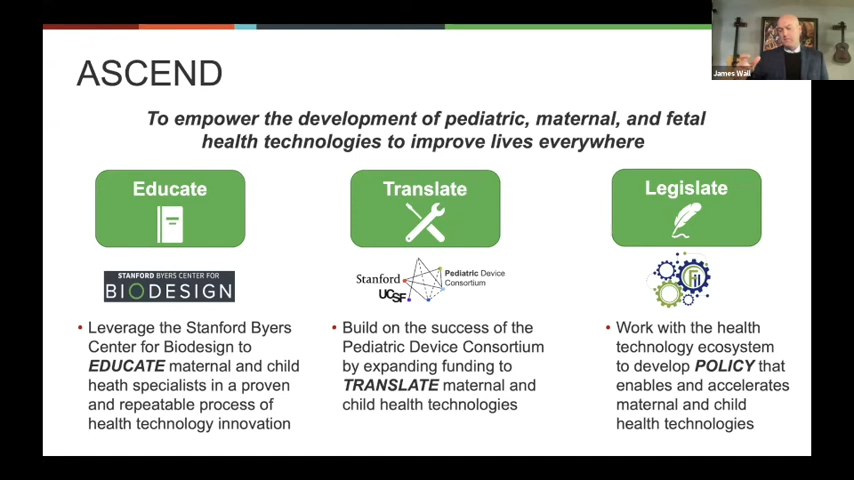 James Wall
ASCEND
To empower the development of pediatric, maternal, and fetal
health technologies to improve lives everywhere
Educate
Translate
Legislate
STANFORD BYERS CENTER FOR
BIODESIGN
Stanford
UCSF
Pediatric Device
Consortium
• Leverage the Stanford Byers
Center for Biodesign to
EDUCATE maternal and child
heath specialists in a proven
and repeatable process of
health technology innovation
• Build on the success of the
Pediatric Device Consortium
by expanding funding to
TRANSLATE maternal and
child health technologies
• Work with the health
technology ecosystem
to develop POLICY that
enables and accelerates
maternal and child
health technologies